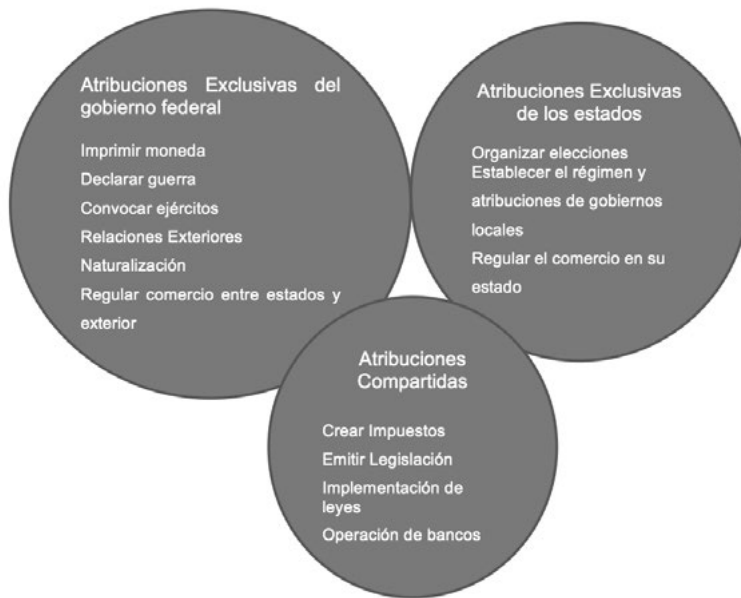 Atribuciones Exclusivas del
gobierno federal
Imprimir moneda
Declarar guerra
Convocar ejércitos
Relaciones Exteriores
Naturalización
Regular comercio entre estados y
exterior
Atribuciones Exclusivas
de los estados
Organizar elecciones
Establecer el régimen y
atribuciones de gobiernos
locales
Regular el comercio en su
estado
Atribuciones
Compartidas
Crear Impuestos
Emitir Legislación
Implementación de
leyes
Operación de bancos